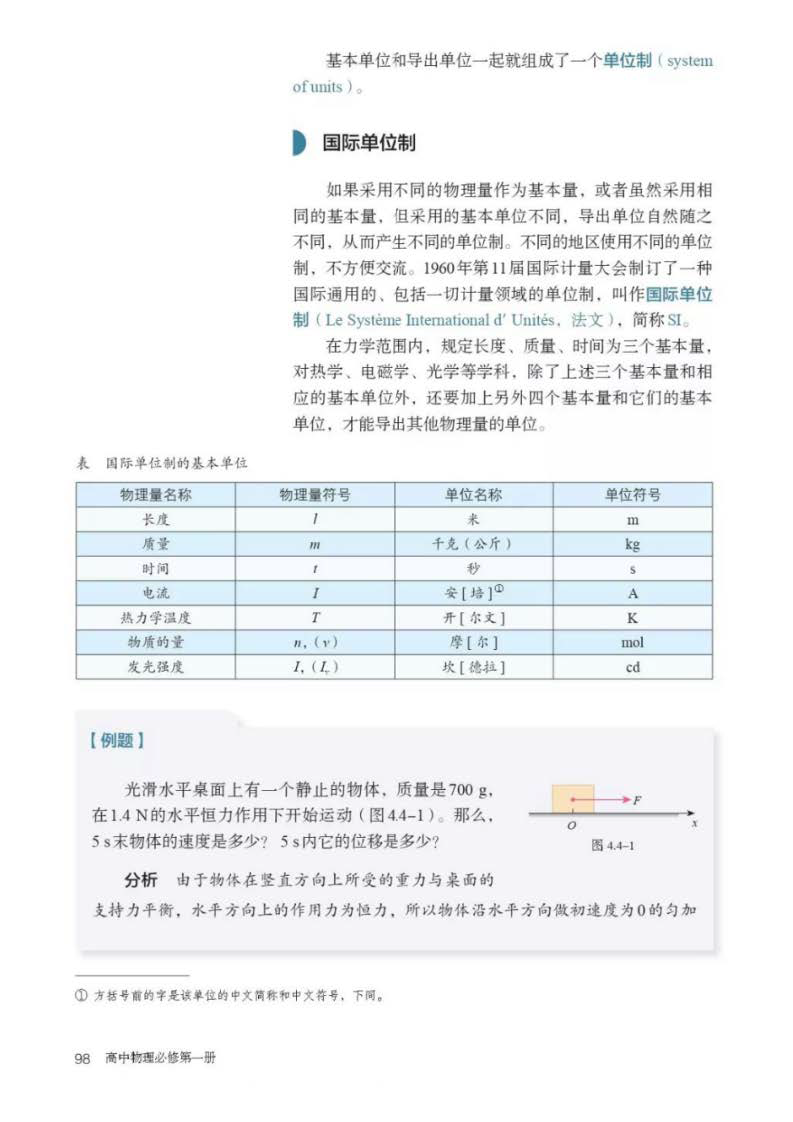 基本单位和导出单位一起就组成了一个单位制（system
of units）。
国际单位制
如果采用不同的物理量作为基本量，或者虽然采用相
同的基本量，但采用的基本单位不同，导出单位自然随之
不同，从而产生不同的单位制。不同的地区使用不同的单位
制，不方便交流。1960年第11届国际计量大会制订了一种
国际通用的、包括一切计量领域的单位制，叫作国际单位
制（Le Système International d′ Unités，法文），简称SI。
在力学范围内，规定长度、质量、时间为三个基本量，
对热学、电磁学、光学等学科，除了上述三个基本量和相
应的基本单位外，还要加上另外四个基本量和它们的基本
单位，才能导出其他物理量的单位。
表 国际单位制的基本单位
物理量名称 物理量符号 单位名称 单位符号
长度 l 米 m
质量 m 千克（公斤） kg
时间 t 秒 s
电流 I 安[培]① A
热力学温度 T 开[尔文] K
物质的量 n,（ν） 摩[尔] mol
发光强度 I,（Iᵥ） 坎[德拉] cd
【例题】
光滑水平桌面上有一个静止的物体，质量是700 g，
在1.4 N的水平恒力作用下开始运动（图4.4-1）。那么，
5 s末物体的速度是多少？5 s内它的位移是多少？
F
O
x
图 4.4-1
分析 由于物体在竖直方向上所受的重力与桌面的
支持力平衡，水平方向上的作用力为恒力，所以物体沿水平方向做初速度为0的匀加
① 方括号前的字是该单位的中文简称和中文符号，下同。
98 高中物理必修第一册